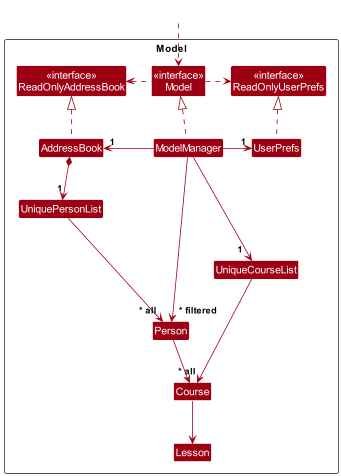 Model
«interface»
ReadOnlyAddressBook
«interface»
Model
«interface»
ReadOnlyUserPrefs
AddressBook
1
ModelManager
1
UserPrefs
1
UniquePersonList
1
UniqueCourseList
* all
* filtered
Person
* all
Course
Lesson